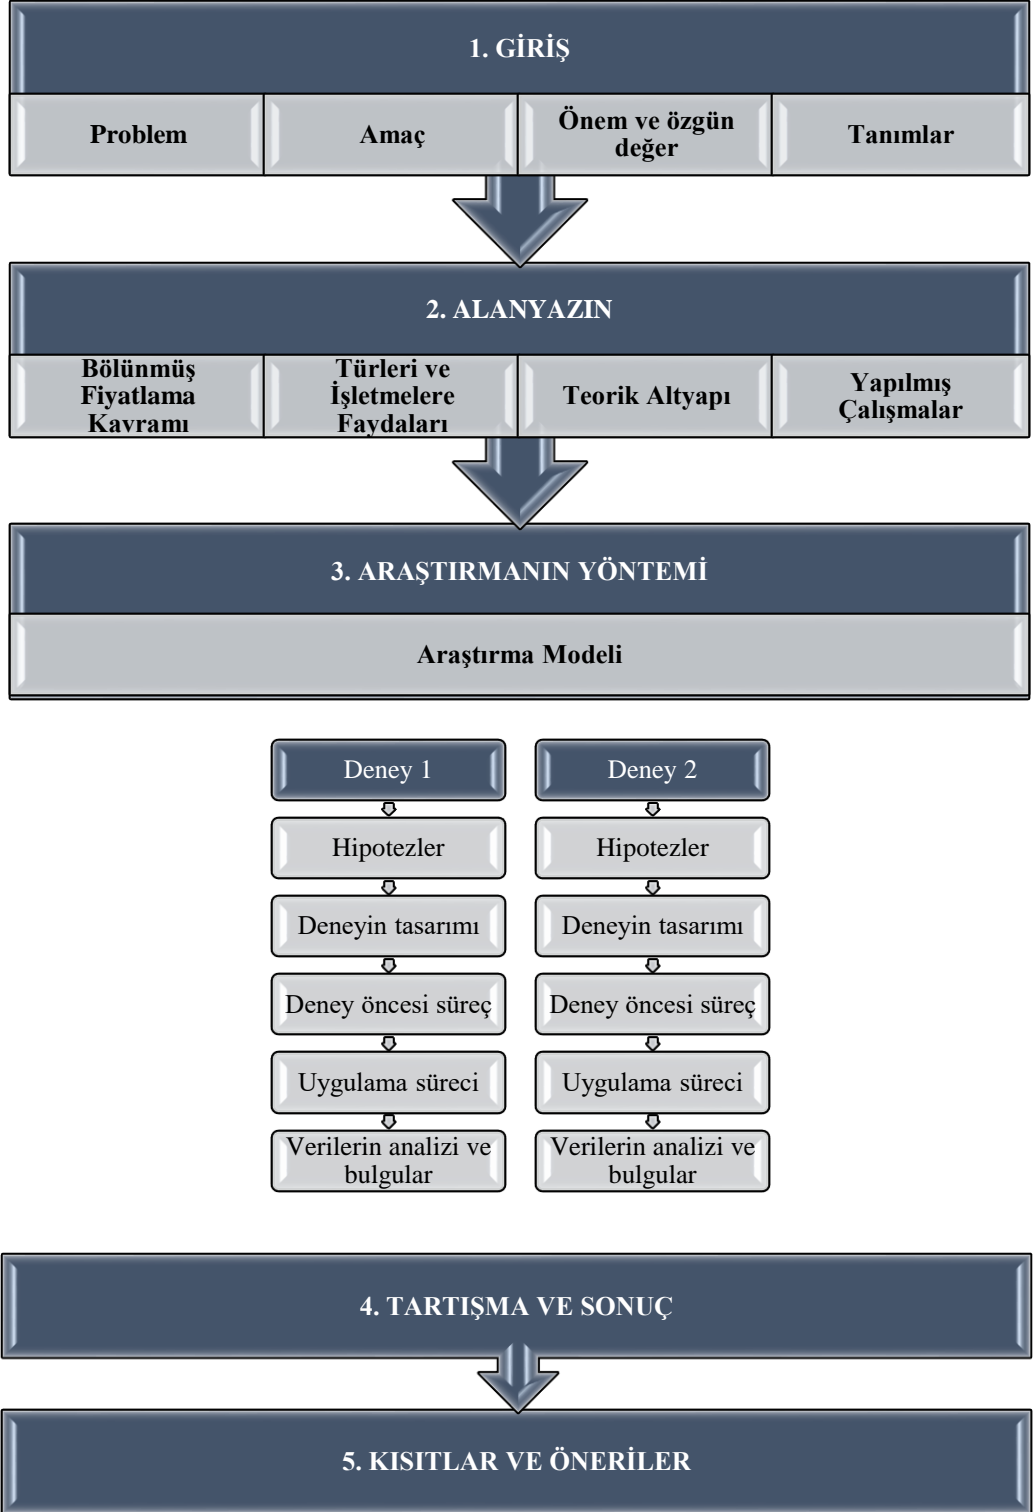 1. GİRİŞ
Problem
Amaç
Önem ve özgün
değer
Tanımlar
2. ALANYAZIN
Bölünmüş
Fiyatlama
Kavramı
Türleri ve
İşletmelere
Faydaları
Teorik Altyapı
Yapılmış
Çalışmalar
3. ARAŞTIRMANIN YÖNTEMİ
Araştırma Modeli
Deney 1
Hipotezler
Deneyin tasarımı
Deney öncesi süreç
Uygulama süreci
Verilerin analizi ve
bulgular
Deney 2
Hipotezler
Deneyin tasarımı
Deney öncesi süreç
Uygulama süreci
Verilerin analizi ve
bulgular
4. TARTIŞMA VE SONUÇ
5. KISITLAR VE ÖNERİLER